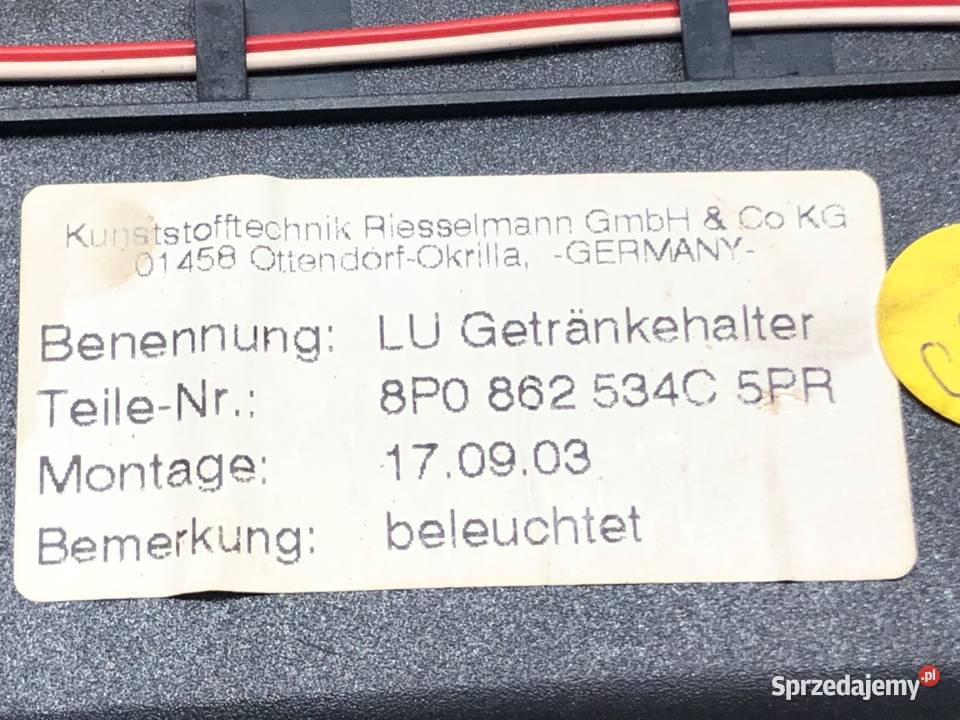 Kunststofftechnik Riesselmann GmbH & Co KG
01458 Ottendorf-Okrilla, -GERMANY-
Benennung: LU Getränkehalter
Teile-Nr.: 8P0 862 534C 5PR
Montage: 17.09.03
Bemerkung: beleuchtet
Sprzedajemy.pl